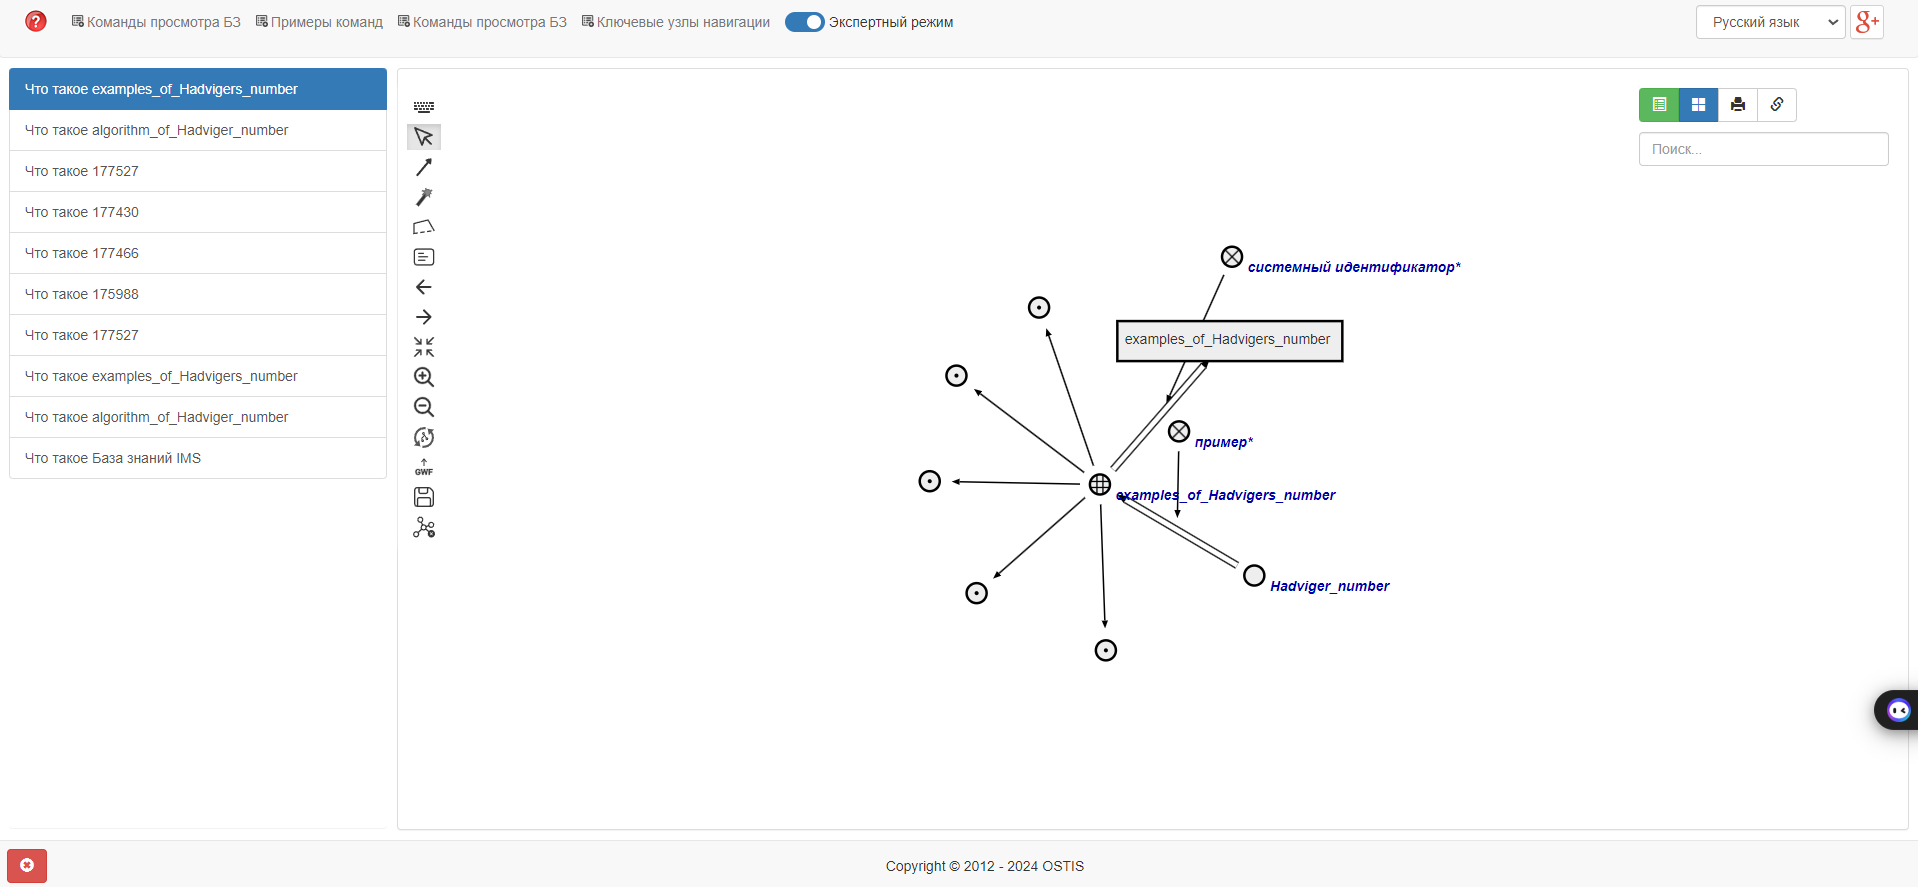 Команды просмотра БЗ
Примеры команд
Команды просмотра БЗ
Ключевые узлы навигации
Экспертный режим
Русский язык
g+
Что такое examples_of_Hadvigers_number
Что такое algorithm_of_Hadviger_number
Что такое 177527
Что такое 177430
Что такое 177466
Что такое 175988
Что такое 177527
Что такое examples_of_Hadvigers_number
Что такое algorithm_of_Hadviger_number
Что такое База знаний IMS
GWF
Поиск...
системный идентификатор*
examples_of_Hadvigers_number
пример*
examples_of_Hadvigers_number
Hadviger_number
Copyright © 2012 - 2024 OSTIS